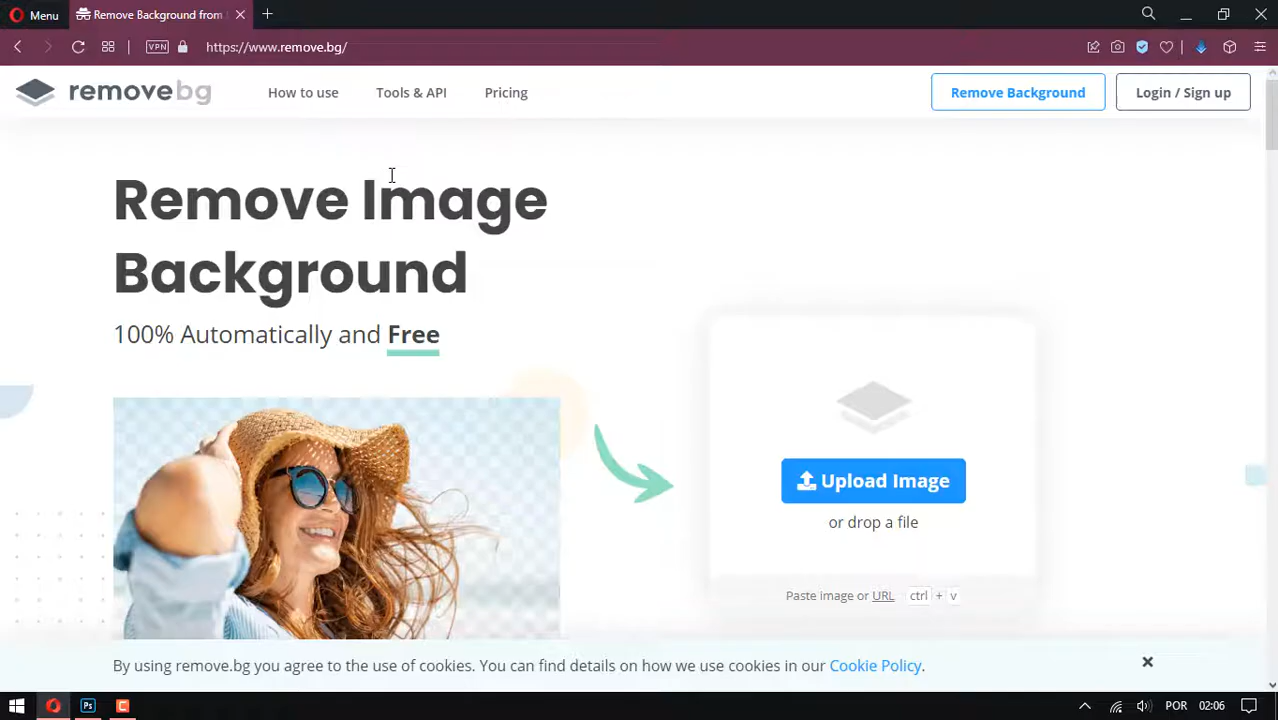 Menu
Remove Background from
VPN
https://www.remove.bg/
removebg
How to use
Tools & API
Pricing
Remove Background
Login / Sign up
Remove Image
Background
100% Automatically and Free
Upload Image
or drop a file
Paste image or URL ctrl + v
By using remove.bg you agree to the use of cookies. You can find details on how we use cookies in our Cookie Policy.
Ps
C
POR
02:06